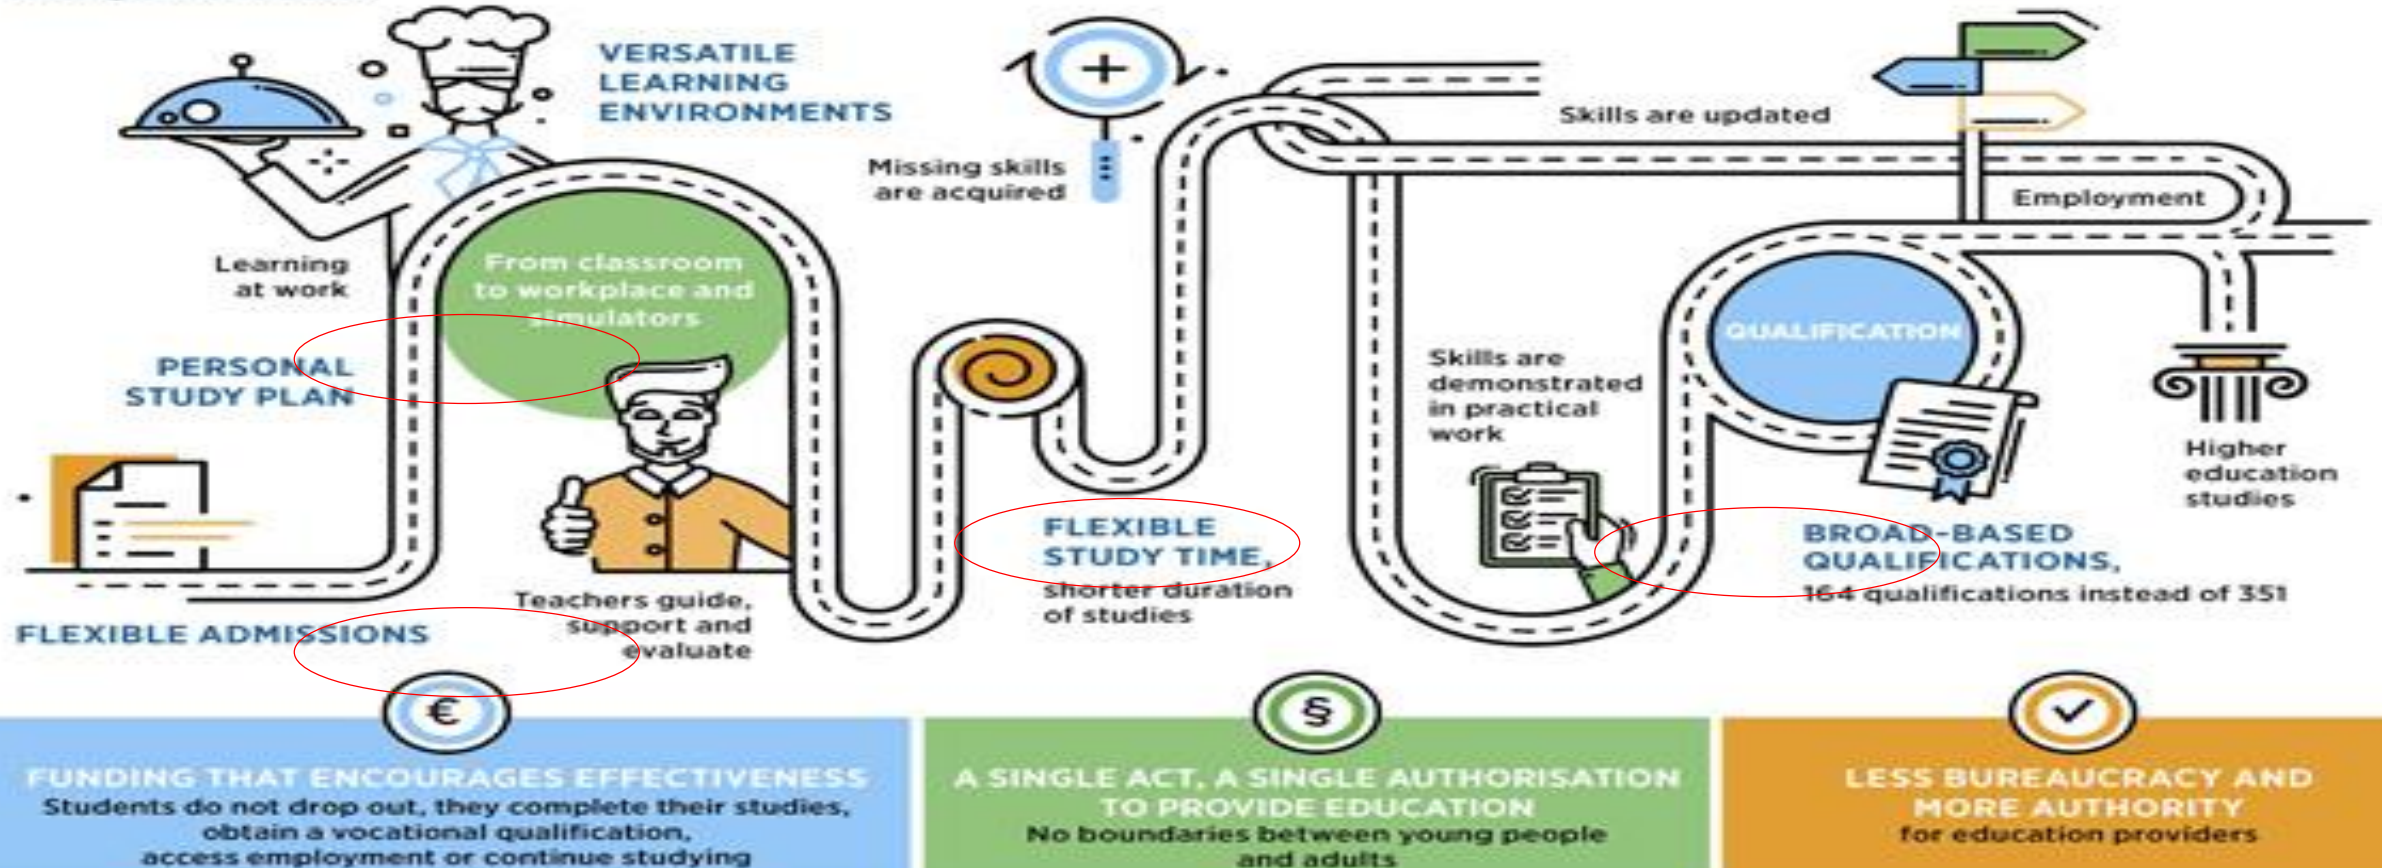 VERSATILE
LEARNING
ENVIRONMENTS
Missing skills
are acquired
Skills are updated
Employment
Learning
at work
From classroom
to workplace and
simulators
PERSONAL
STUDY PLAN
QUALIFICATION
Skills are
demonstrated
in practical
work
Higher
education
studies
FLEXIBLE
STUDY TIME,
shorter duration
of studies
BROAD-BASED
QUALIFICATIONS,
164 qualifications instead of 351
Teachers guide,
support and
evaluate
FLEXIBLE ADMISSIONS
€
§
FUNDING THAT ENCOURAGES EFFECTIVENESS
Students do not drop out, they complete their studies,
obtain a vocational qualification,
access employment or continue studying
A SINGLE ACT, A SINGLE AUTHORISATION
TO PROVIDE EDUCATION
No boundaries between young people
and adults
LESS BUREAUCRACY AND
MORE AUTHORITY
for education providers